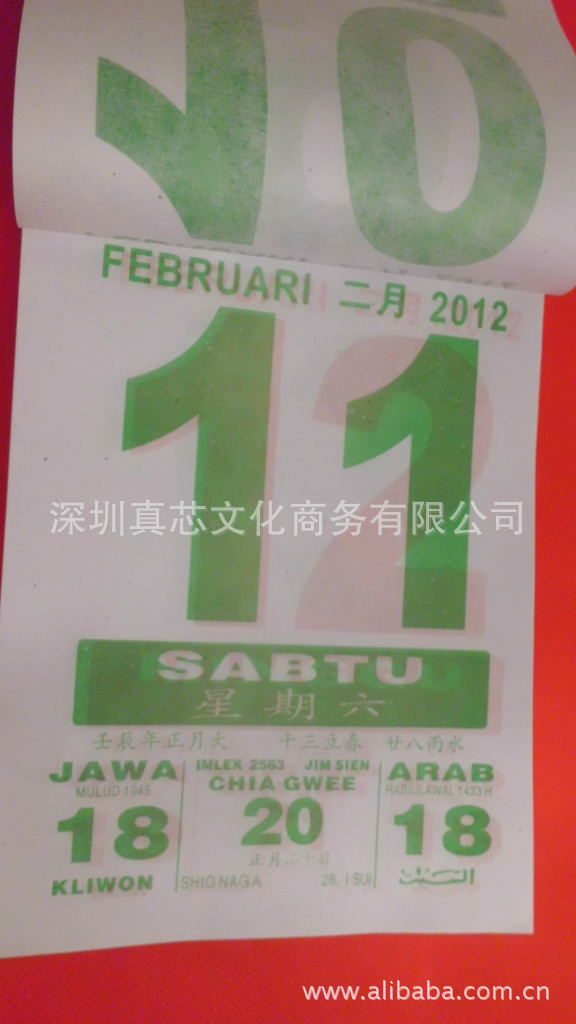 FEBRUARI 二月 2012
11
深圳真芯文化商务有限公司
SABTU
星期六
壬辰年正月大 十三立春 廿八雨水
JAWA
MULUD 1945
18
KLIWON
IMLEK 2563 JIM SIEN
CHIA GWEE
20
正月二十日
SHIO NAGA 28, I SUI
ARAB
RABIULAWAL 1433 H.
18
السبت
www.alibaba.com.cn